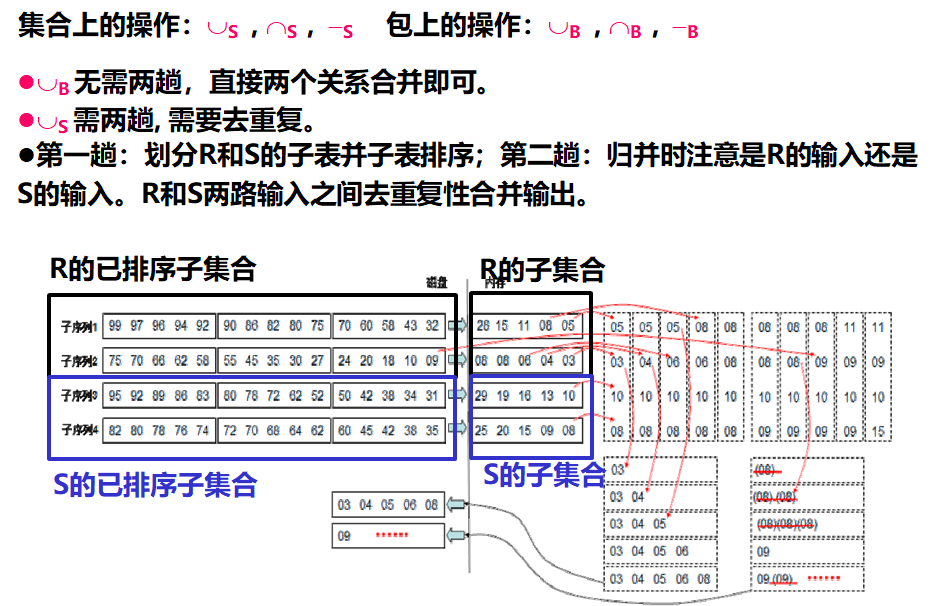 集合上的操作：∪S ，∩S ，—S 包上的操作：∪B ，∩B ，—B
●∪B 无需两趟，直接两个关系合并即可。
●∪S 需两趟, 需要去重复。
●第一趟：划分R和S的子表并子表排序；第二趟：归并时注意是R的输入还是
S的输入。R和S两路输入之间去重复性合并输出。
R的已排序子集合 R的子集合
磁盘 内存
子序列1 99 97 96 94 92 90 86 82 80 75 70 60 58 43 32 28 15 11 08 05 05 05 05 08 08 08 08 08 11 11
子序列2 75 70 66 62 58 55 45 35 30 27 24 20 18 10 09 08 08 06 04 03 03 04 06 06 08 08 08 09 09 09
子序列3 95 92 89 86 83 80 78 72 62 52 50 42 38 34 31 29 19 16 13 10 10 10 10 10 10 10 10 10 10 10
子序列4 82 80 78 76 74 72 70 68 64 62 60 45 42 38 35 25 20 15 09 08 08 08 08 08 08 09 09 09 09 15
S的已排序子集合 S的子集合
03 (08)
03 04 (08) (08)
03 04 05 (08)(08)(08)
03 04 05 06 09
03 04 05 06 08 09 (09) ······
03 04 05 06 08
09 ······